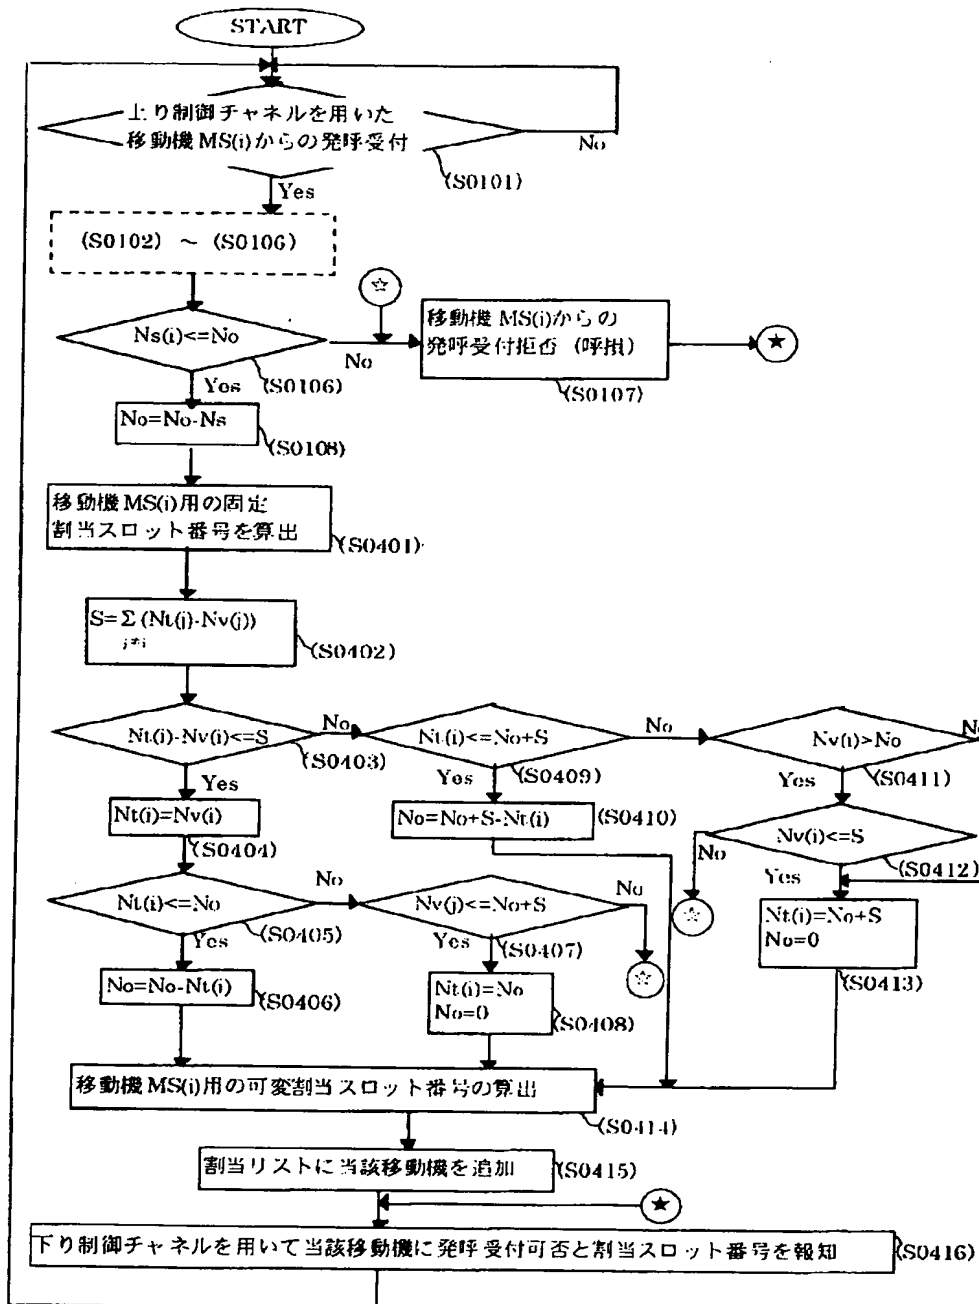 START
上り制御チャネルを用いた
移動機 MS(i)からの発呼受付
No
(S0101)
Yes
(S0102) ～ (S0106)
☆
Ns(i)<=No
No
(S0106)
Yes
移動機 MS(i)からの
発呼受付拒否 (呼損)
(S0107)
★
No=No-Ns
(S0108)
移動機 MS(i)用の固定
割当スロット番号を算出
(S0401)
S=Σ (Nt(j)-Nv(j))
j≠i
(S0402)
Nt(i)-Nv(i)<=S
No
(S0403)
Yes
Nt(i)<=No+S
No
(S0409)
Yes
Nv(i)>No
No
(S0411)
Yes
Nt(i)=Nv(i)
(S0404)
No=No+S-Nt(i)
(S0410)
Nv(i)<=S
No
(S0412)
Yes
☆
Nt(i)<=No
No
(S0405)
Yes
Nv(j)<=No+S
No
(S0407)
Yes
☆
Nt(i)=No+S
No=0
(S0413)
No=No-Nt(i)
(S0406)
Nt(i)=No
No=0
(S0408)
移動機 MS(i)用の可変割当スロット番号の算出
(S0414)
割当リストに当該移動機を追加
(S0415)
★
下り制御チャネルを用いて当該移動機に発呼受付可否と割当スロット番号を報知
(S0416)